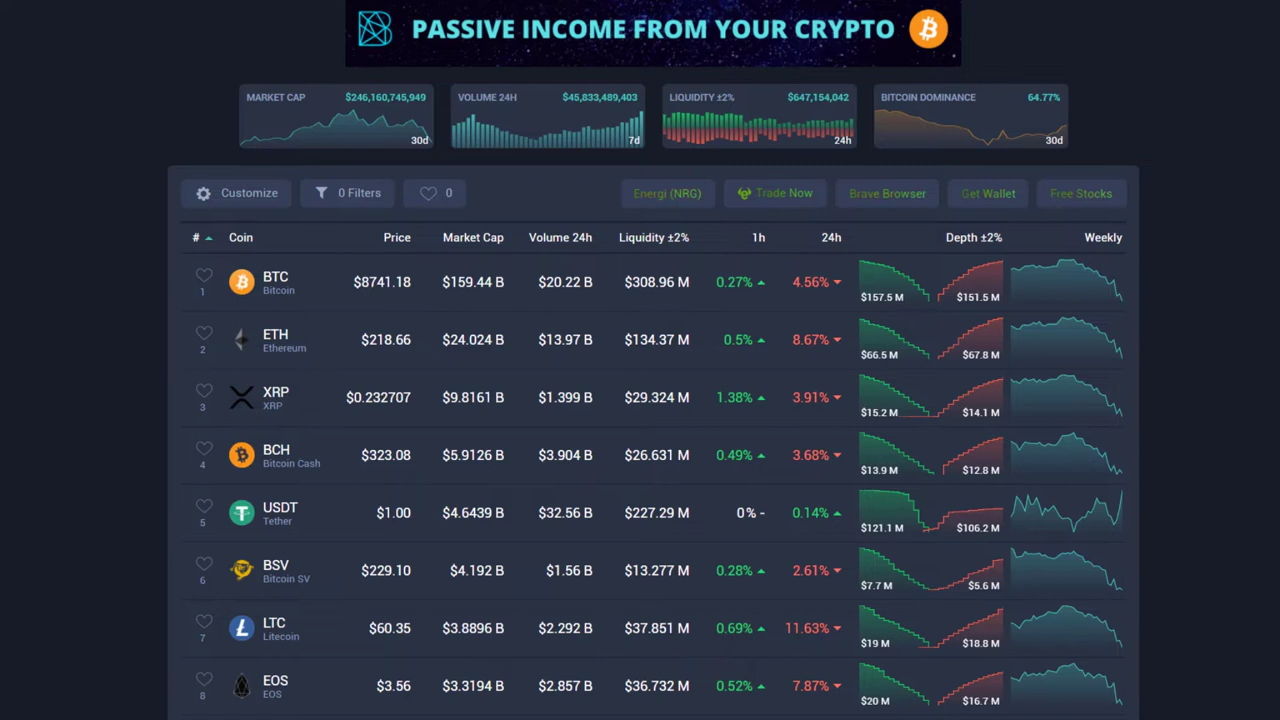 PASSIVE INCOME FROM YOUR CRYPTO
MARKET CAP $246,160,745,949
30d
VOLUME 24H $45,833,489,403
7d
LIQUIDITY ±2% $647,154,042
24h
BITCOIN DOMINANCE 64.77%
30d
Customize 0 Filters 0 Energi (NRG) Trade Now Brave Browser Get Wallet Free Stocks
# Coin Price Market Cap Volume 24h Liquidity ±2% 1h 24h Depth ±2% Weekly
1 BTC Bitcoin $8741.18 $159.44 B $20.22 B $308.96 M 0.27% 4.56% $157.5 M $151.5 M
2 ETH Ethereum $218.66 $24.024 B $13.97 B $134.37 M 0.5% 8.67% $66.5 M $67.8 M
3 XRP XRP $0.232707 $9.8161 B $1.399 B $29.324 M 1.38% 3.91% $15.2 M $14.1 M
4 BCH Bitcoin Cash $323.08 $5.9126 B $3.904 B $26.631 M 0.49% 3.68% $13.9 M $12.8 M
5 USDT Tether $1.00 $4.6439 B $32.56 B $227.29 M 0% - 0.14% $121.1 M $106.2 M
6 BSV Bitcoin SV $229.10 $4.192 B $1.56 B $13.277 M 0.28% 2.61% $7.7 M $5.6 M
7 LTC Litecoin $60.35 $3.8896 B $2.292 B $37.851 M 0.69% 11.63% $19 M $18.8 M
8 EOS EOS $3.56 $3.3194 B $2.857 B $36.732 M 0.52% 7.87% $20 M $16.7 M